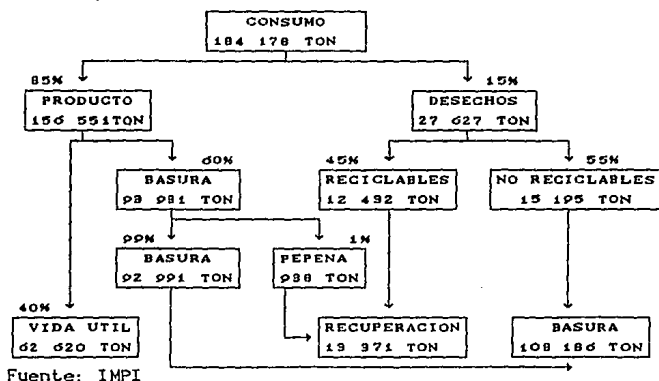 CONSUMO
184 178 TON
85%
15%
PRODUCTO
156 551TON
DESECHOS
27 627 TON
60%
45%
55%
BASURA
93 931 TON
RECICLABLES
12 432 TON
NO RECICLABLES
15 195 TON
99%
1%
BASURA
92 991 TON
PEPENA
938 TON
40%
VIDA UTIL
62 620 TON
RECUPERACION
13 371 TON
BASURA
108 186 TON
Fuente: IMPI